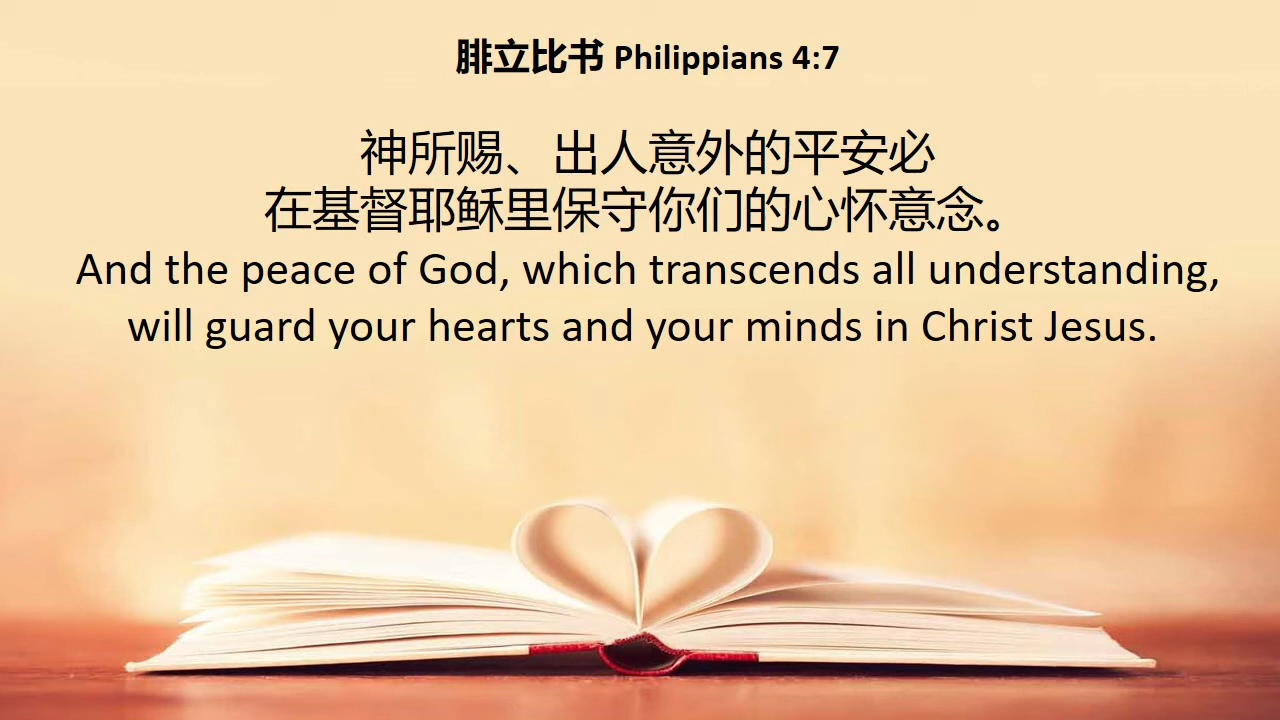 腓立比书 Philippians 4:7
神所赐、出人意外的平安必
在基督耶稣里保守你们的心怀意念。
And the peace of God, which transcends all understanding,
will guard your hearts and your minds in Christ Jesus.